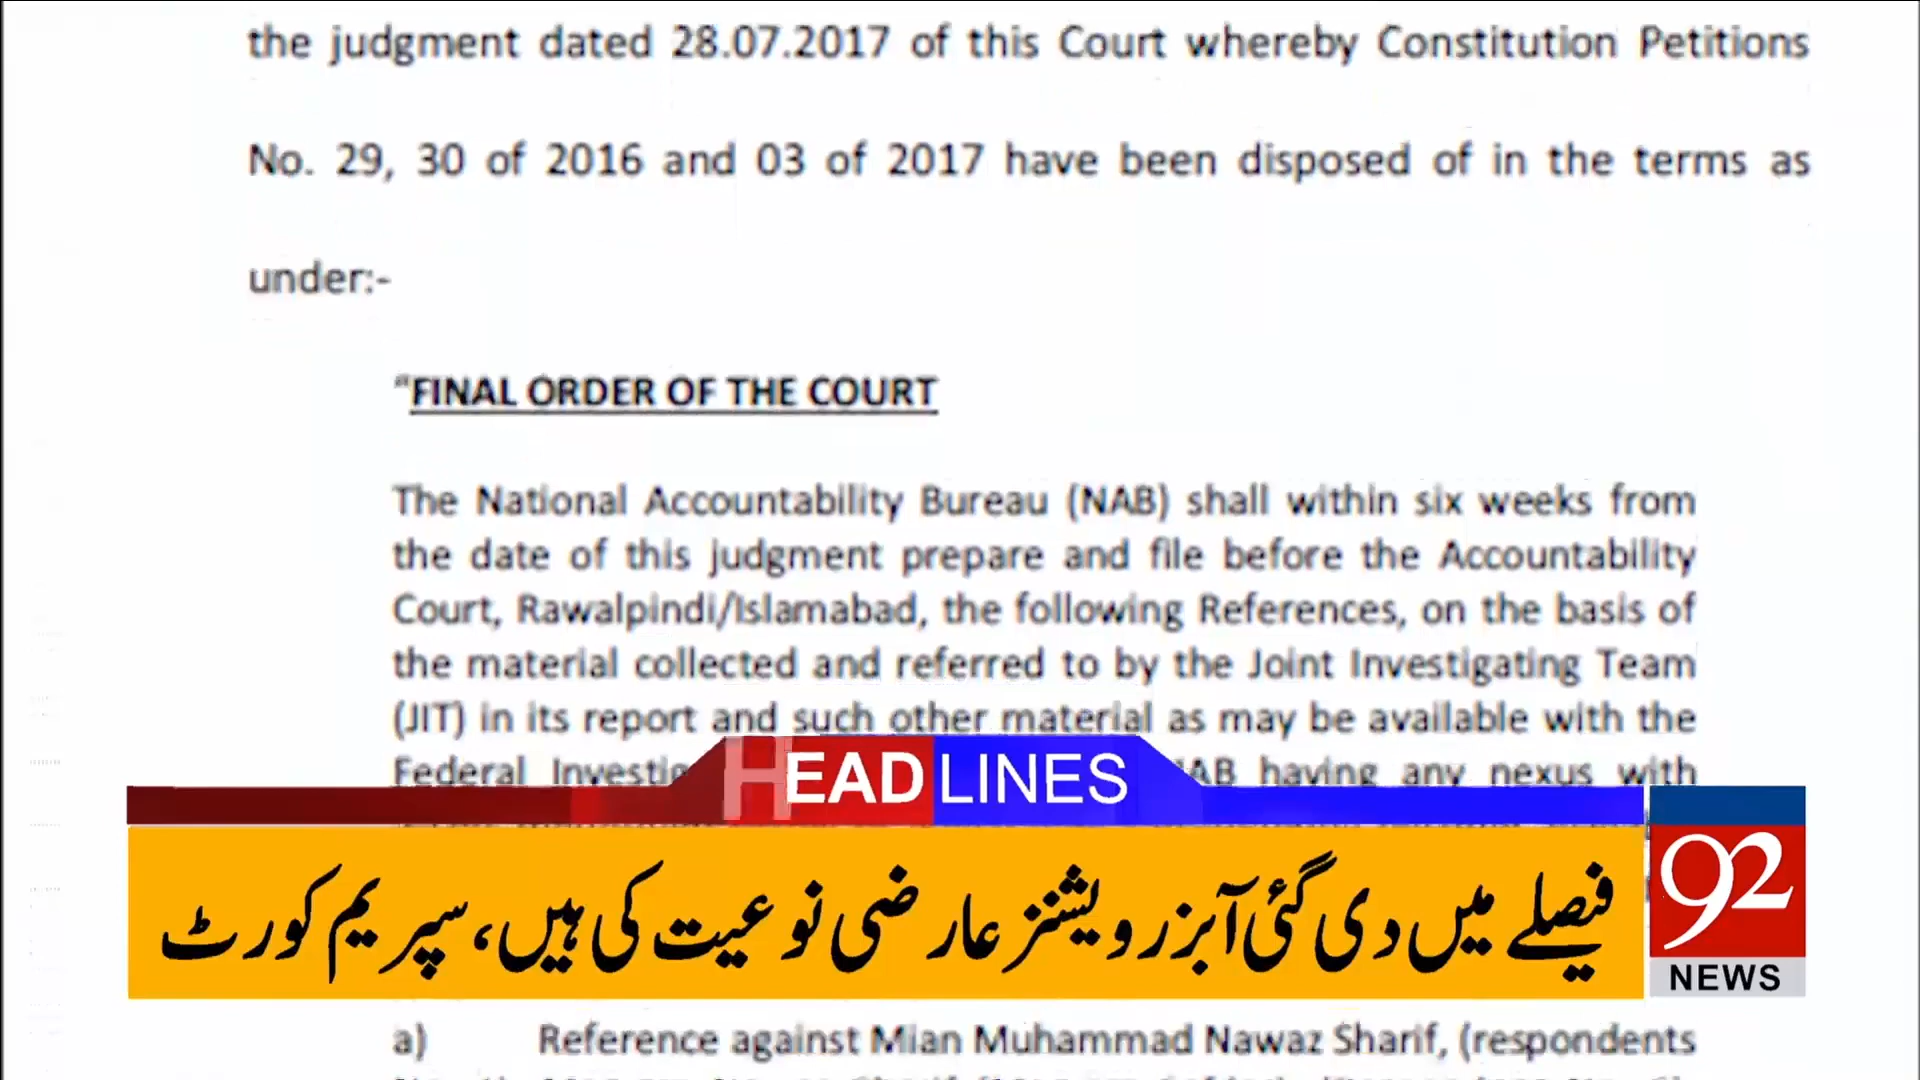 the judgment dated 28.07.2017 of this Court whereby Constitution Petitions
No. 29, 30 of 2016 and 03 of 2017 have been disposed of in the terms as
under:-
"FINAL ORDER OF THE COURT
The National Accountability Bureau (NAB) shall within six weeks from
the date of this judgment prepare and file before the Accountability
Court, Rawalpindi/Islamabad, the following References, on the basis of
the material collected and referred to by the Joint Investigating Team
(JIT) in its report and such other material as may be available with the
Federal having any nexus with
HEADLINES
فیصلے میں دی گئی آبزرویشنز عارضی نوعیت کی ہیں، سپریم کورٹ
92
NEWS
a) Reference against Mian Muhammad Nawaz Sharif, (respondents